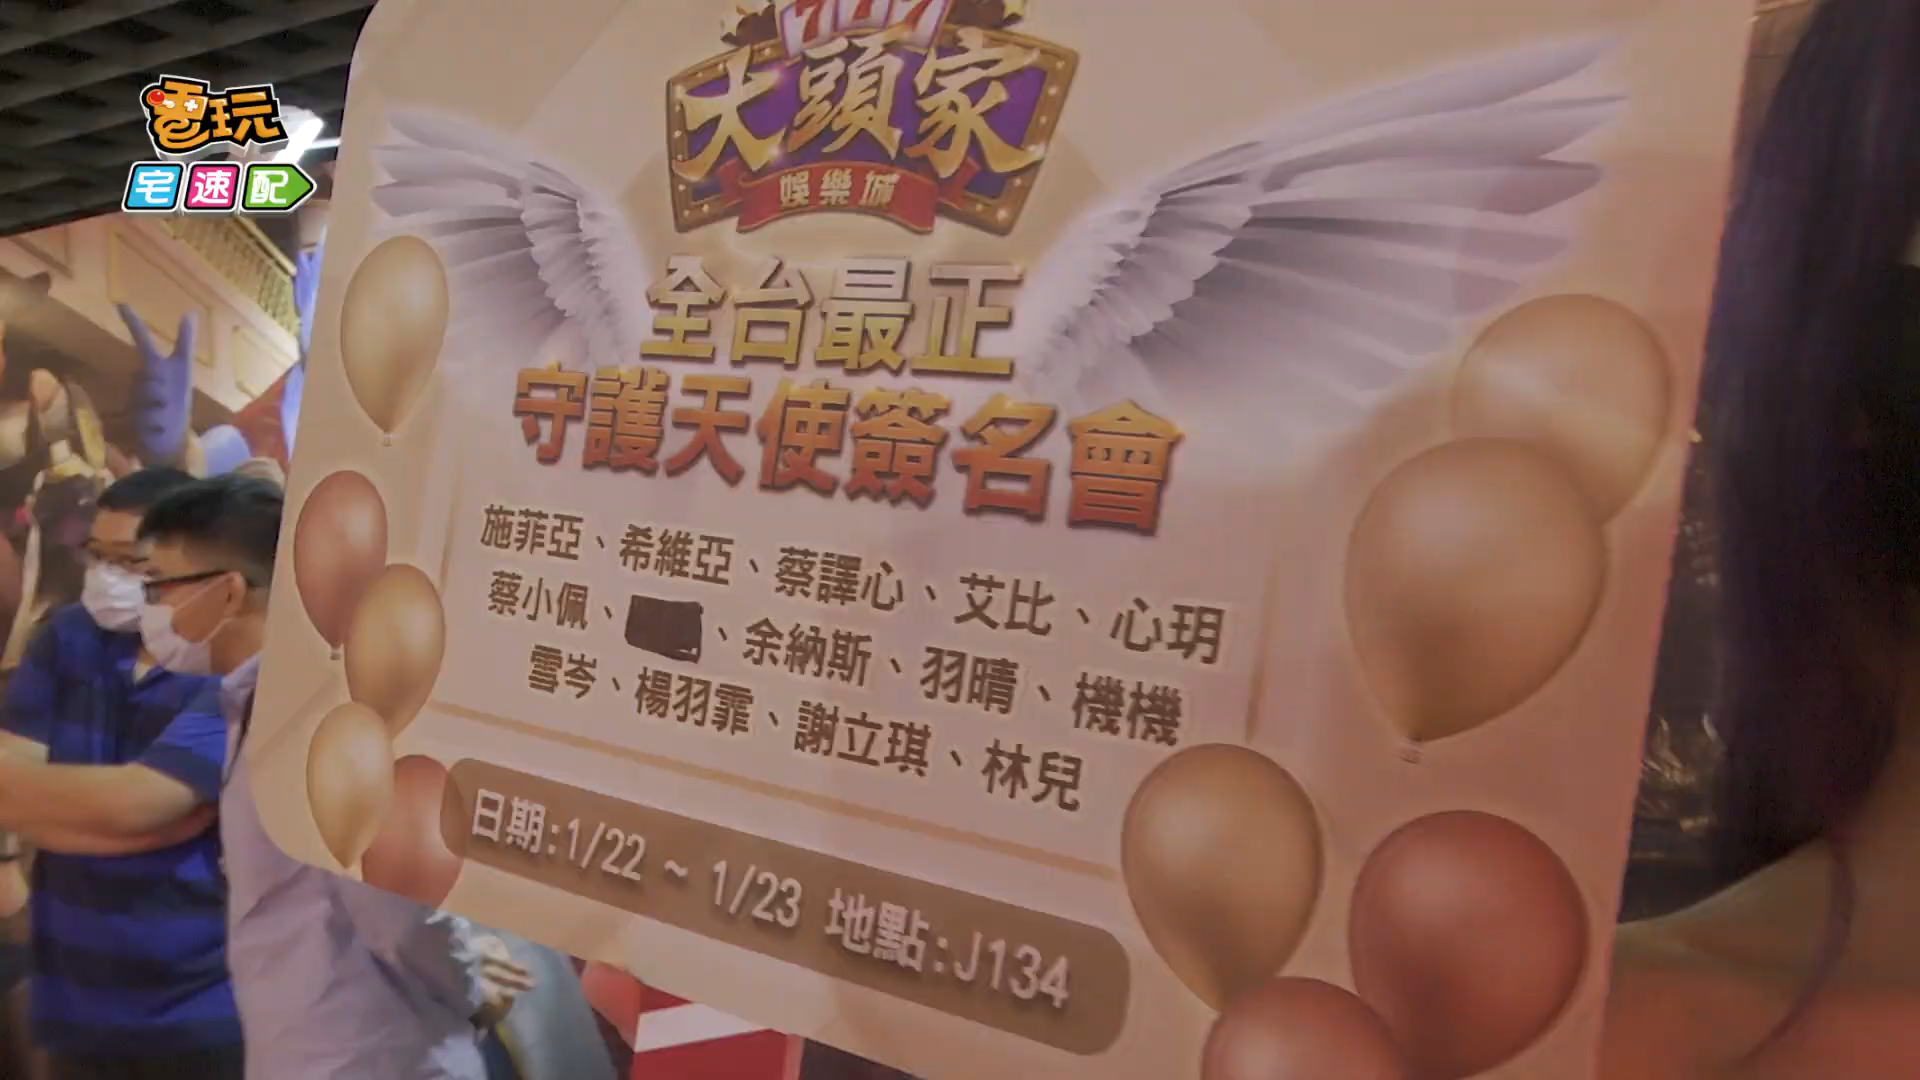 電玩
宅速配
777
大頭家
娛樂城
全台最正
守護天使簽名會
施菲亞、希維亞、蔡譯心、艾比、心玥
蔡小佩、、余納斯、羽晴、機機
雪岑、楊羽霏、謝立琪、林兒
日期:1/22 ~ 1/23 地點:J134